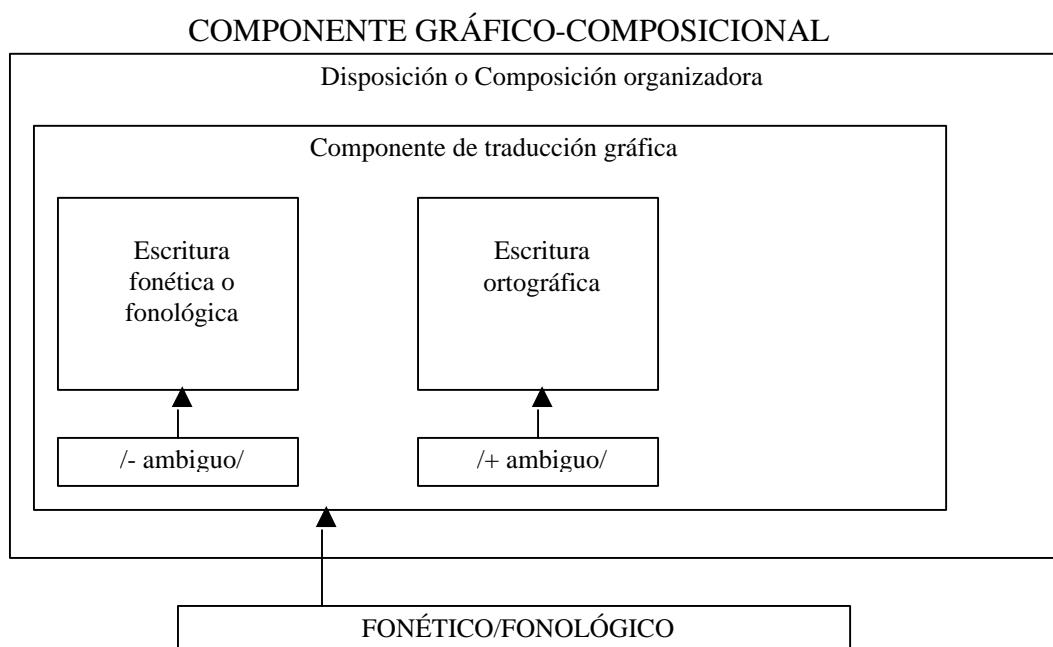 COMPONENTE GRÁFICO-COMPOSICIONAL
Disposición o Composición organizadora
Componente de traducción gráfica
Escritura
fonética o
fonológica
Escritura
ortográfica
/- ambiguo/
/+ ambiguo/
FONÉTICO/FONOLÓGICO